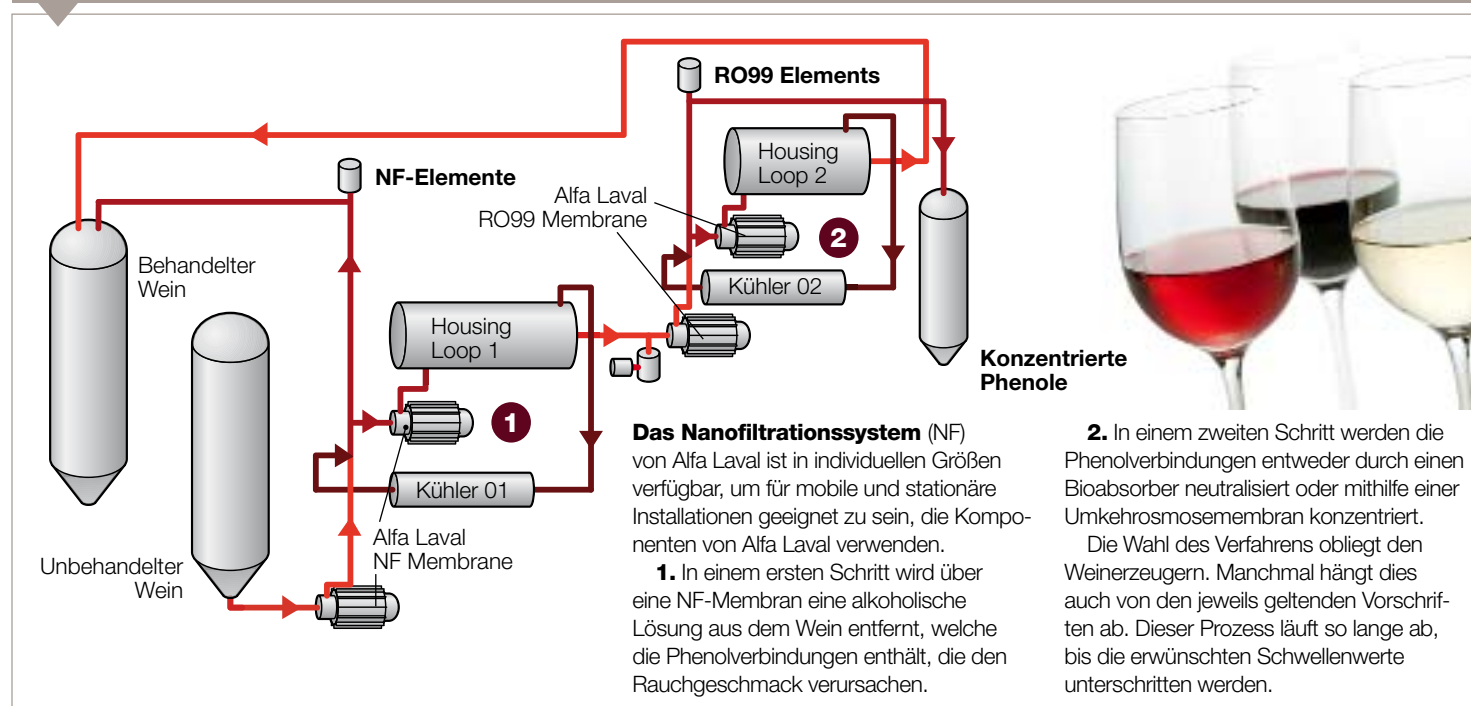 RO99 Elements
NF-Elemente
Housing
Loop 2
Alfa Laval
RO99 Membrane
2
Kühler 02
Behandelter
Wein
Housing
Loop 1
1
Kühler 01
Alfa Laval
NF Membrane
Unbehandelter
Wein
Konzentrierte
Phenole
Das Nanofiltrationssystem (NF)
von Alfa Laval ist in individuellen Größen
verfügbar, um für mobile und stationäre
Installationen geeignet zu sein, die Kompo-
nenten von Alfa Laval verwenden.
1. In einem ersten Schritt wird über
eine NF-Membran eine alkoholische
Lösung aus dem Wein entfernt, welche
die Phenolverbindungen enthält, die den
Rauchgeschmack verursachen.
2. In einem zweiten Schritt werden die
Phenolverbindungen entweder durch einen
Bioabsorber neutralisiert oder mithilfe einer
Umkehrosmosemembran konzentriert.
Die Wahl des Verfahrens obliegt den
Weinerzeugern. Manchmal hängt dies
auch von den jeweils geltenden Vorschrif-
ten ab. Dieser Prozess läuft so lange ab,
bis die erwünschten Schwellenwerte
unterschritten werden.